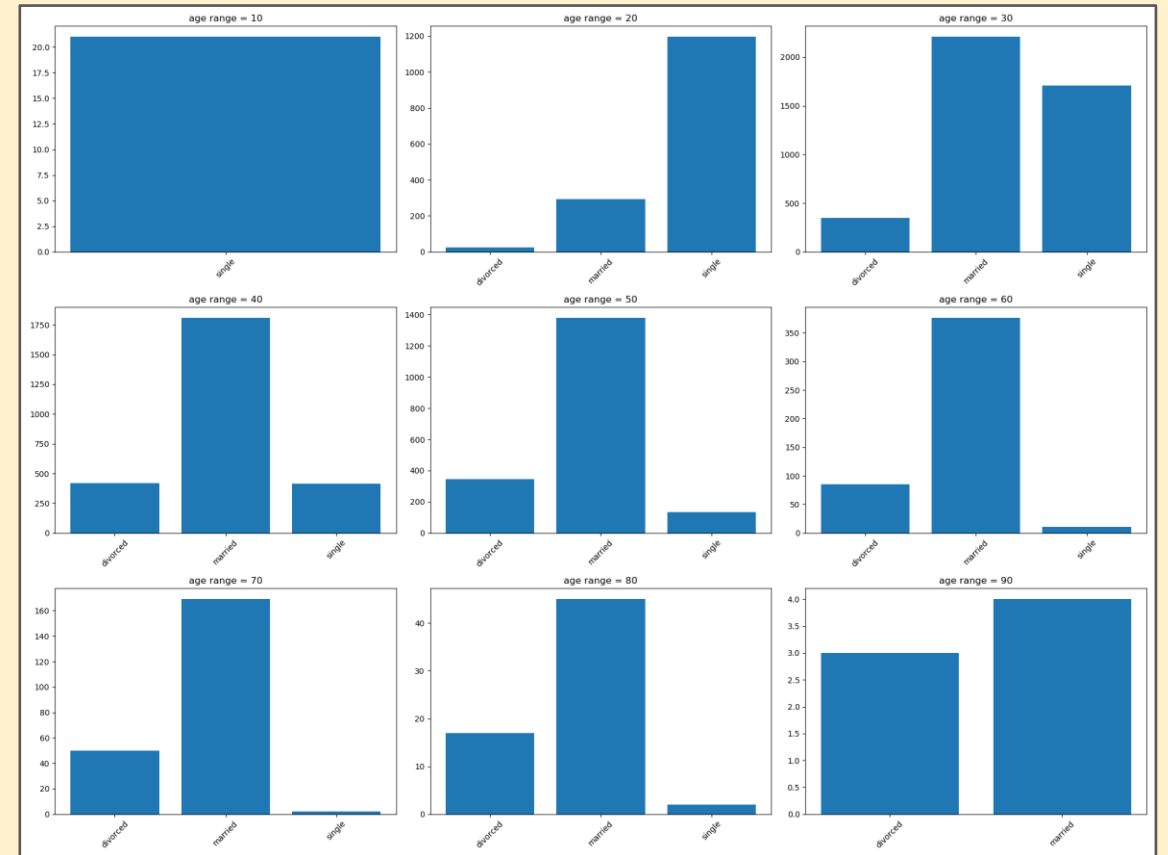 age range = 10
20.0
17.5
15.0
12.5
10.0
7.5
5.0
2.5
0.0
single
age range = 20
1200
1000
800
600
400
200
0
divorced
married
single
age range = 30
2000
1500
1000
500
0
divorced
married
single
age range = 40
1750
1500
1250
1000
750
500
250
0
divorced
married
single
age range = 50
1400
1200
1000
800
600
400
200
0
divorced
married
single
age range = 60
350
300
250
200
150
100
50
0
divorced
married
single
age range = 70
160
140
120
100
80
60
40
20
0
divorced
married
single
age range = 80
40
30
20
10
0
divorced
married
single
age range = 90
4.0
3.5
3.0
2.5
2.0
1.5
1.0
0.5
0.0
divorced
married